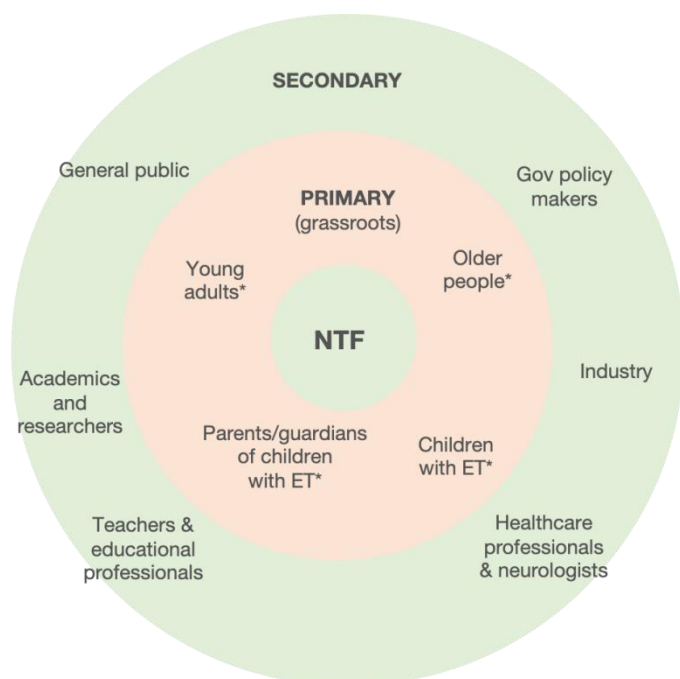 SECONDARY
General public
Gov policy
makers
PRIMARY
(grassroots)
Young
adults*
Older
people*
NTF
Academics
and
researchers
Industry
Parents/guardians
of children
with ET*
Children
with ET*
Teachers &
educational
professionals
Healthcare
professionals
& neurologists